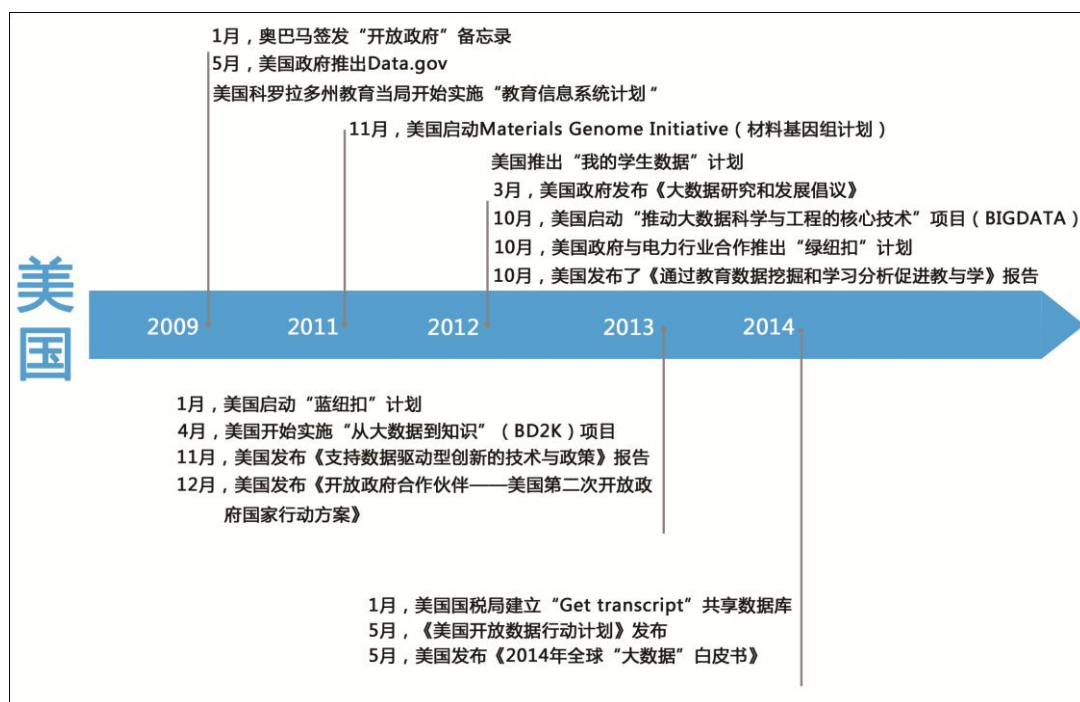 1月，奥巴马签发“开放政府”备忘录
5月，美国政府推出Data.gov
美国科罗拉多州教育当局开始实施“教育信息系统计划“
11月，美国启动Materials Genome Initiative（材料基因组计划）
美国推出“我的学生数据”计划
3月，美国政府发布《大数据研究和发展倡议》
10月，美国启动“推动大数据科学与工程的核心技术”项目（BIGDATA）
10月，美国政府与电力行业合作推出“绿纽扣”计划
10月，美国发布了《通过教育数据挖掘和学习分析促进教与学》报告
美国
2009 2011 2012 2013 2014
1月，美国启动“蓝纽扣”计划
4月，美国开始实施“从大数据到知识”（BD2K）项目
11月，美国发布《支持数据驱动型创新的技术与政策》报告
12月，美国发布《开放政府合作伙伴——美国第二次开放政
府国家行动方案》
1月，美国国税局建立“Get transcript”共享数据库
5月，《美国开放数据行动计划》发布
5月，美国发布《2014年全球“大数据”白皮书》